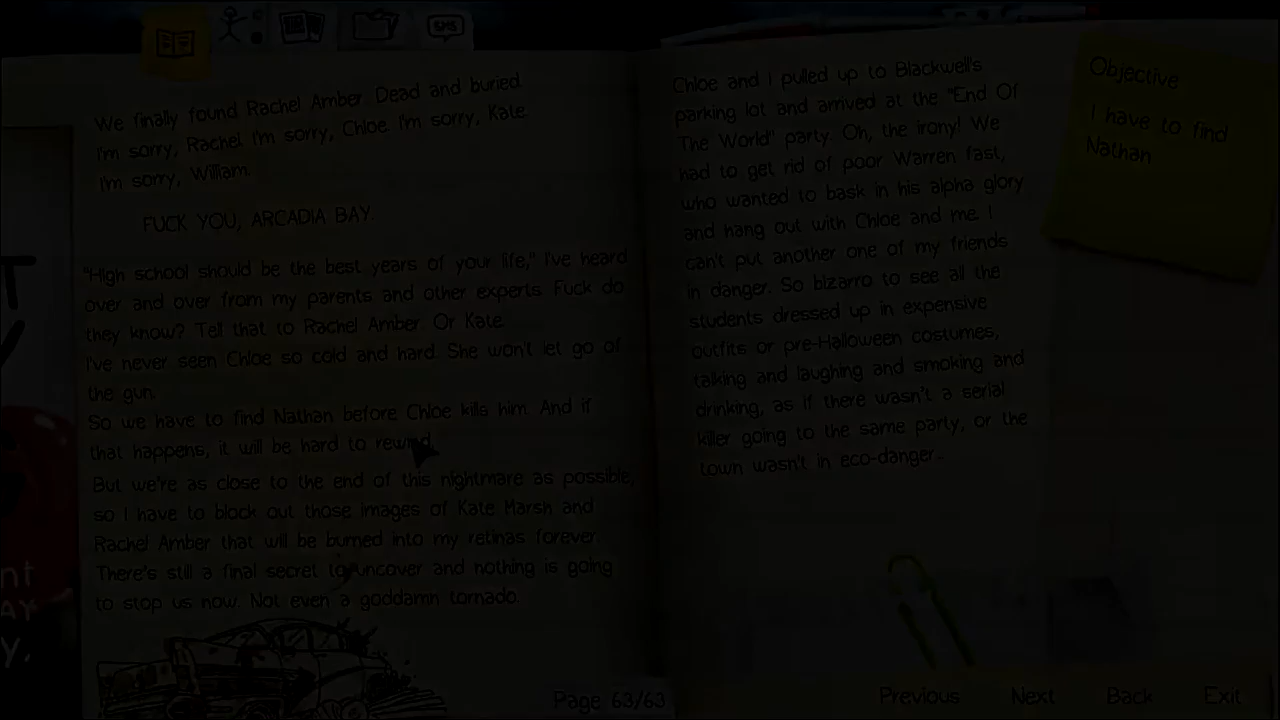 SMS
We finally found Rachel Amber. Dead and buried.
I'm sorry, Rachel. I'm sorry, Chloe. I'm sorry, Kate.
I'm sorry, William.
FUCK YOU, ARCADIA BAY.
"High school should be the best years of your life," I've heard
over and over from my parents and other experts. Fuck do
they know? Tell that to Rachel Amber. Or Kate.
I've never seen Chloe so cold and hard. She won't let go of
the gun.
So we have to find Nathan before Chloe kills him. And if
that happens, it will be hard to rewind.
But we're as close to the end of this nightmare as possible,
so I have to block out those images of Kate Marsh and
Rachel Amber that will be burned into my retinas forever.
There's still a final secret to uncover and nothing is going
to stop us now. Not even a goddamn tornado.
Page 63/63
Chloe and I pulled up to Blackwell's
parking lot and arrived at the "End Of
The World" party. Oh, the irony! We
had to get rid of poor Warren fast,
who wanted to bask in his alpha glory
and hang out with Chloe and me. I
can't put another one of my friends
in danger. So bizarro to see all the
students dressed up in expensive
outfits or pre-Halloween costumes,
talking and laughing and smoking and
drinking, as if there wasn't a serial
killer going to the same party, or the
town wasn't in eco-danger...
Objective
I have to find
Nathan
Previous Next Back Exit